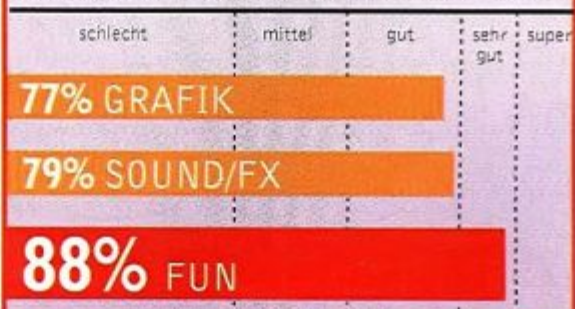 schlecht mittel gut sehr gut super
77% GRAFIK
79% SOUND/FX
88% FUN